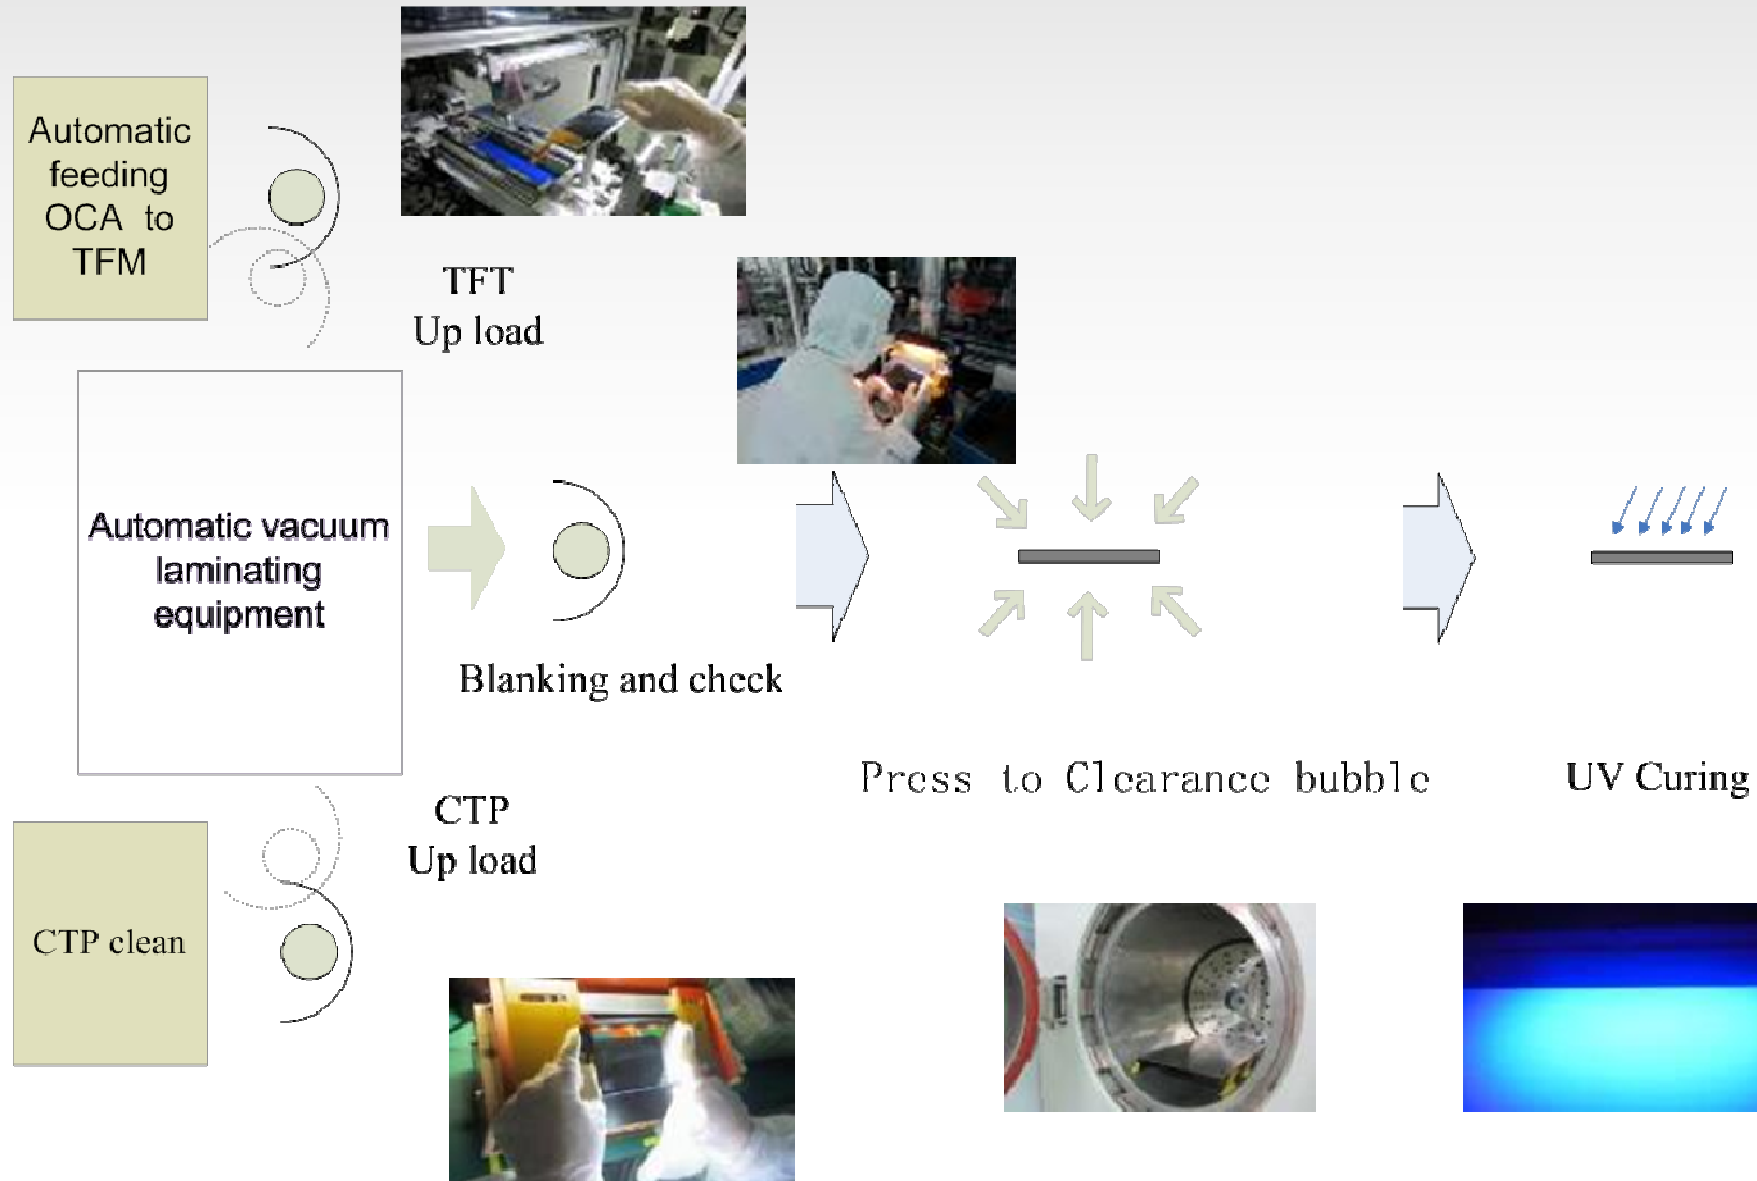 Automatic
feeding
OCA to
TFM
TFT
Up load
Automatic vacuum
laminating
equipment
Blanking and check
Press to Clearance bubble
UV Curing
CTP
Up load
CTP clean